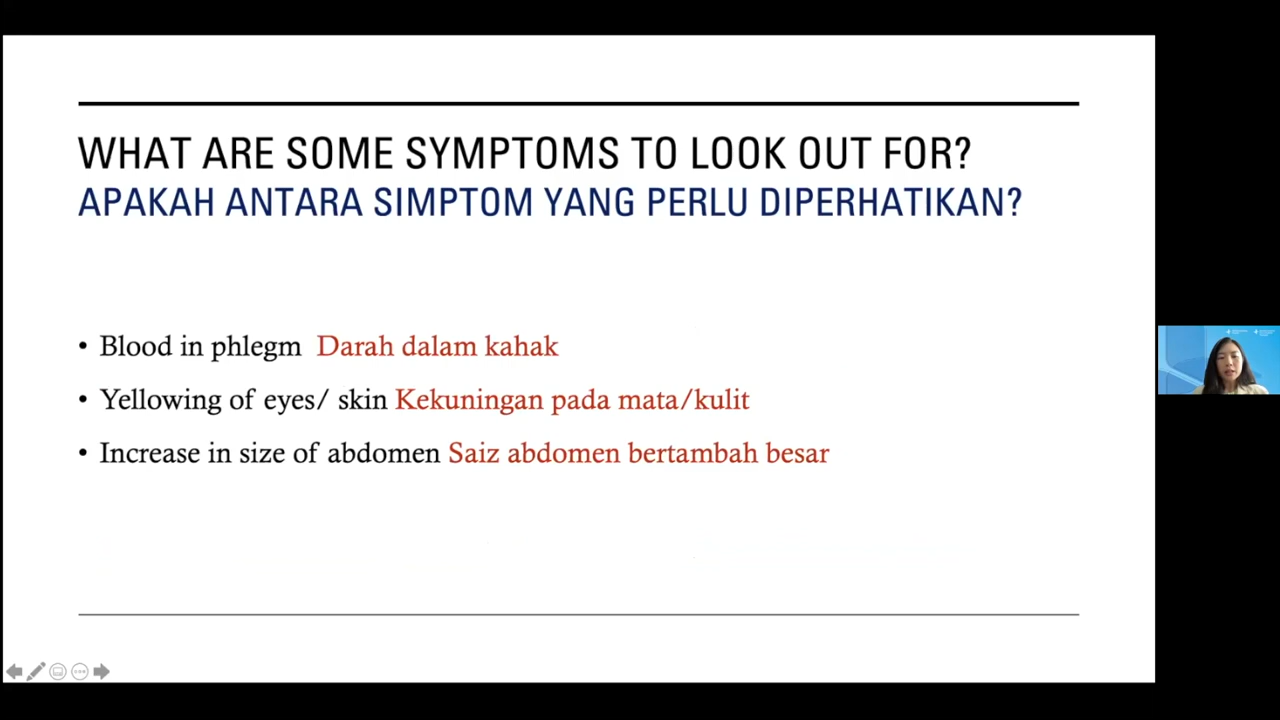 WHAT ARE SOME SYMPTOMS TO LOOK OUT FOR?
APAKAH ANTARA SIMPTOM YANG PERLU DIPERHATIKAN?
• Blood in phlegm Darah dalam kahak
• Yellowing of eyes/ skin Kekuningan pada mata/kulit
• Increase in size of abdomen Saiz abdomen bertambah besar